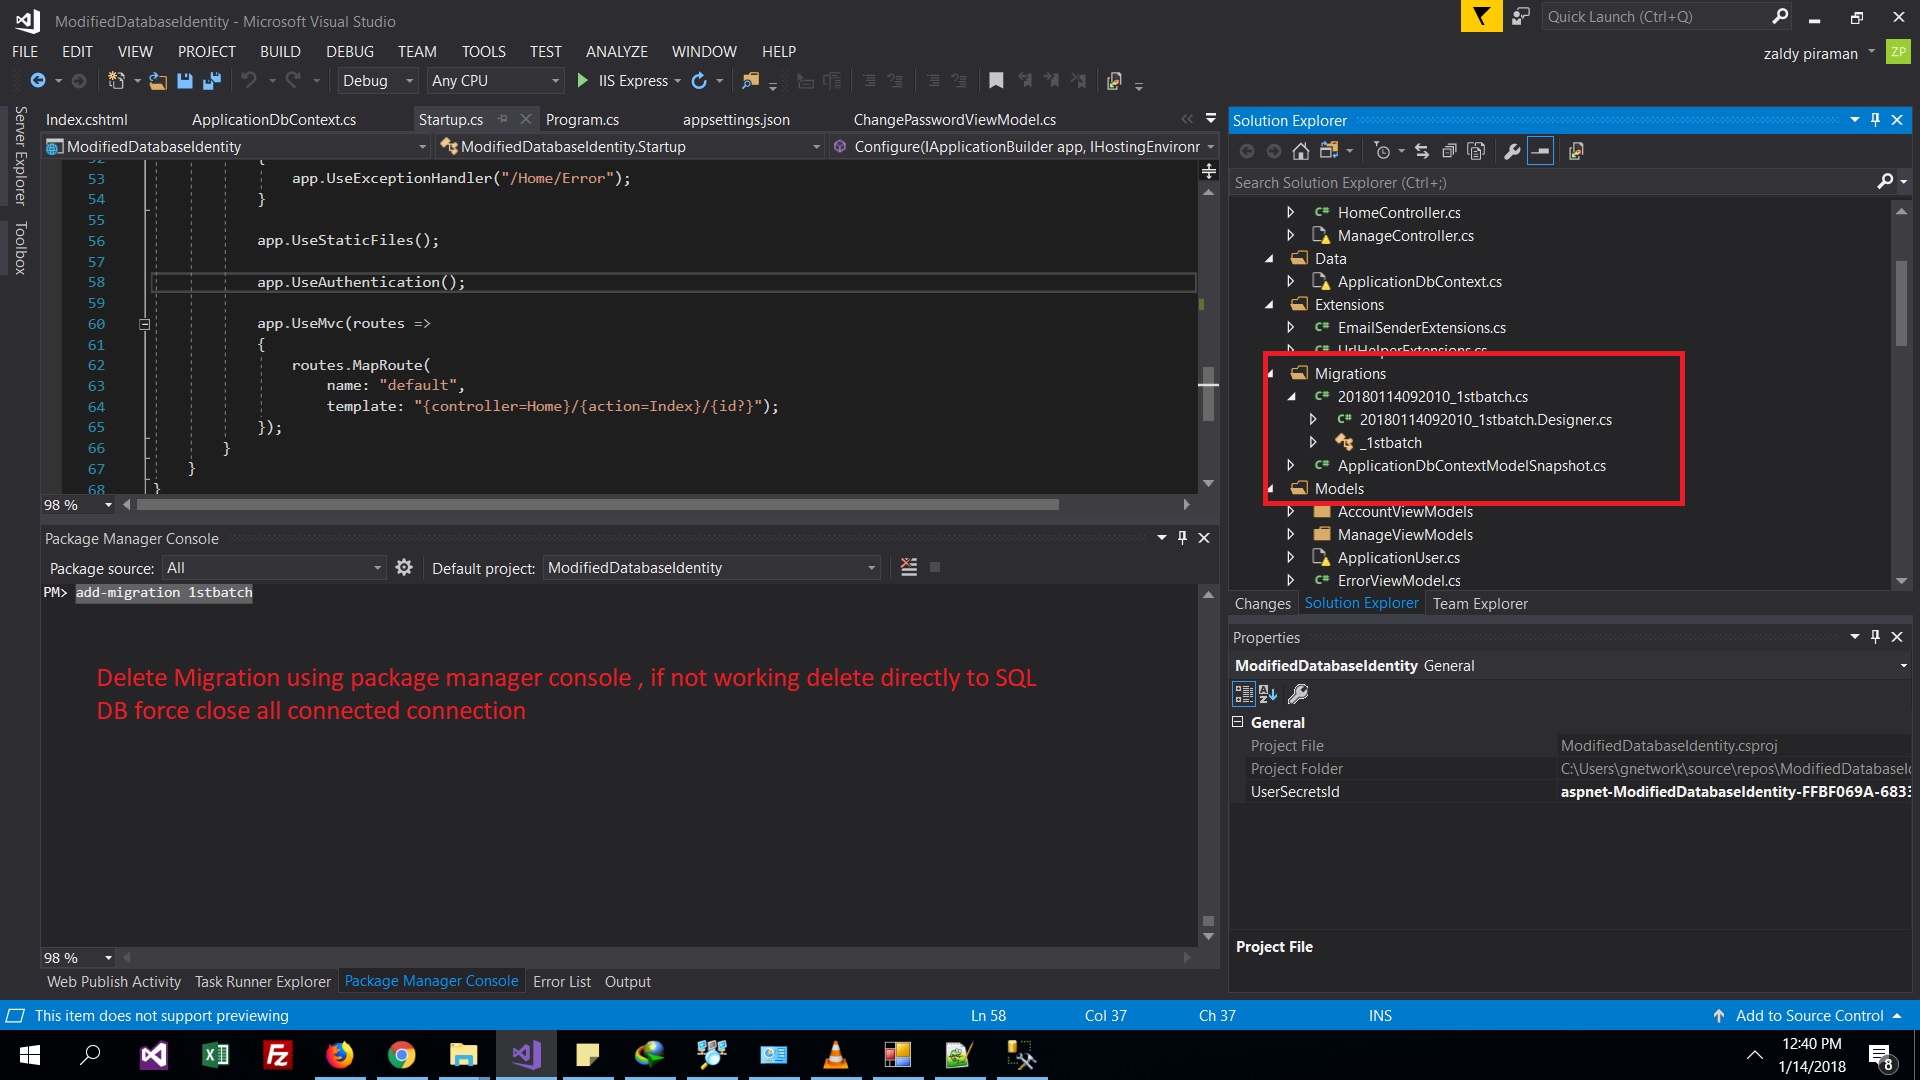 ModifiedDatabaseIdentity - Microsoft Visual Studio
Quick Launch (Ctrl+Q)
FILE EDIT VIEW PROJECT BUILD DEBUG TEAM TOOLS TEST ANALYZE WINDOW HELP
zaldy piraman ZP
Debug Any CPU IIS Express
Server Explorer
Toolbox
Index.cshtml ApplicationDbContext.cs Startup.cs Program.cs appsettings.json ChangePasswordViewModel.cs
ModifiedDatabaseIdentity ModifiedDatabaseIdentity.Startup Configure(IApplicationBuilder app, IHostingEnvironr
52 {
53 app.UseExceptionHandler("/Home/Error");
54 }
55
56 app.UseStaticFiles();
57
58 app.UseAuthentication();
59
60 app.UseMvc(routes =>
61 {
62 routes.MapRoute(
63 name: "default",
64 template: "{controller=Home}/{action=Index}/{id?}");
65 });
66 }
67 }
68 }
98 %
Package Manager Console
Package source: All Default project: ModifiedDatabaseIdentity
PM> add-migration 1stbatch
Delete Migration using package manager console , if not working delete directly to SQL
DB force close all connected connection
98 %
Web Publish Activity Task Runner Explorer Package Manager Console Error List Output
Solution Explorer
Search Solution Explorer (Ctrl+;)
C# HomeController.cs
ManageController.cs
Data
ApplicationDbContext.cs
Extensions
C# EmailSenderExtensions.cs
C# UrlHelperExtensions.cs
Migrations
C# 20180114092010_1stbatch.cs
C# 20180114092010_1stbatch.Designer.cs
_1stbatch
C# ApplicationDbContextModelSnapshot.cs
Models
AccountViewModels
ManageViewModels
ApplicationUser.cs
C# ErrorViewModel.cs
Changes Solution Explorer Team Explorer
Properties
ModifiedDatabaseIdentity General
General
Project File ModifiedDatabaseIdentity.csproj
Project Folder C:\Users\gnetwork\source\repos\ModifiedDatabaseId
UserSecretsId aspnet-ModifiedDatabaseIdentity-FFBF069A-6833
Project File
This item does not support previewing Ln 58 Col 37 Ch 37 INS Add to Source Control
12:40 PM
1/14/2018
8